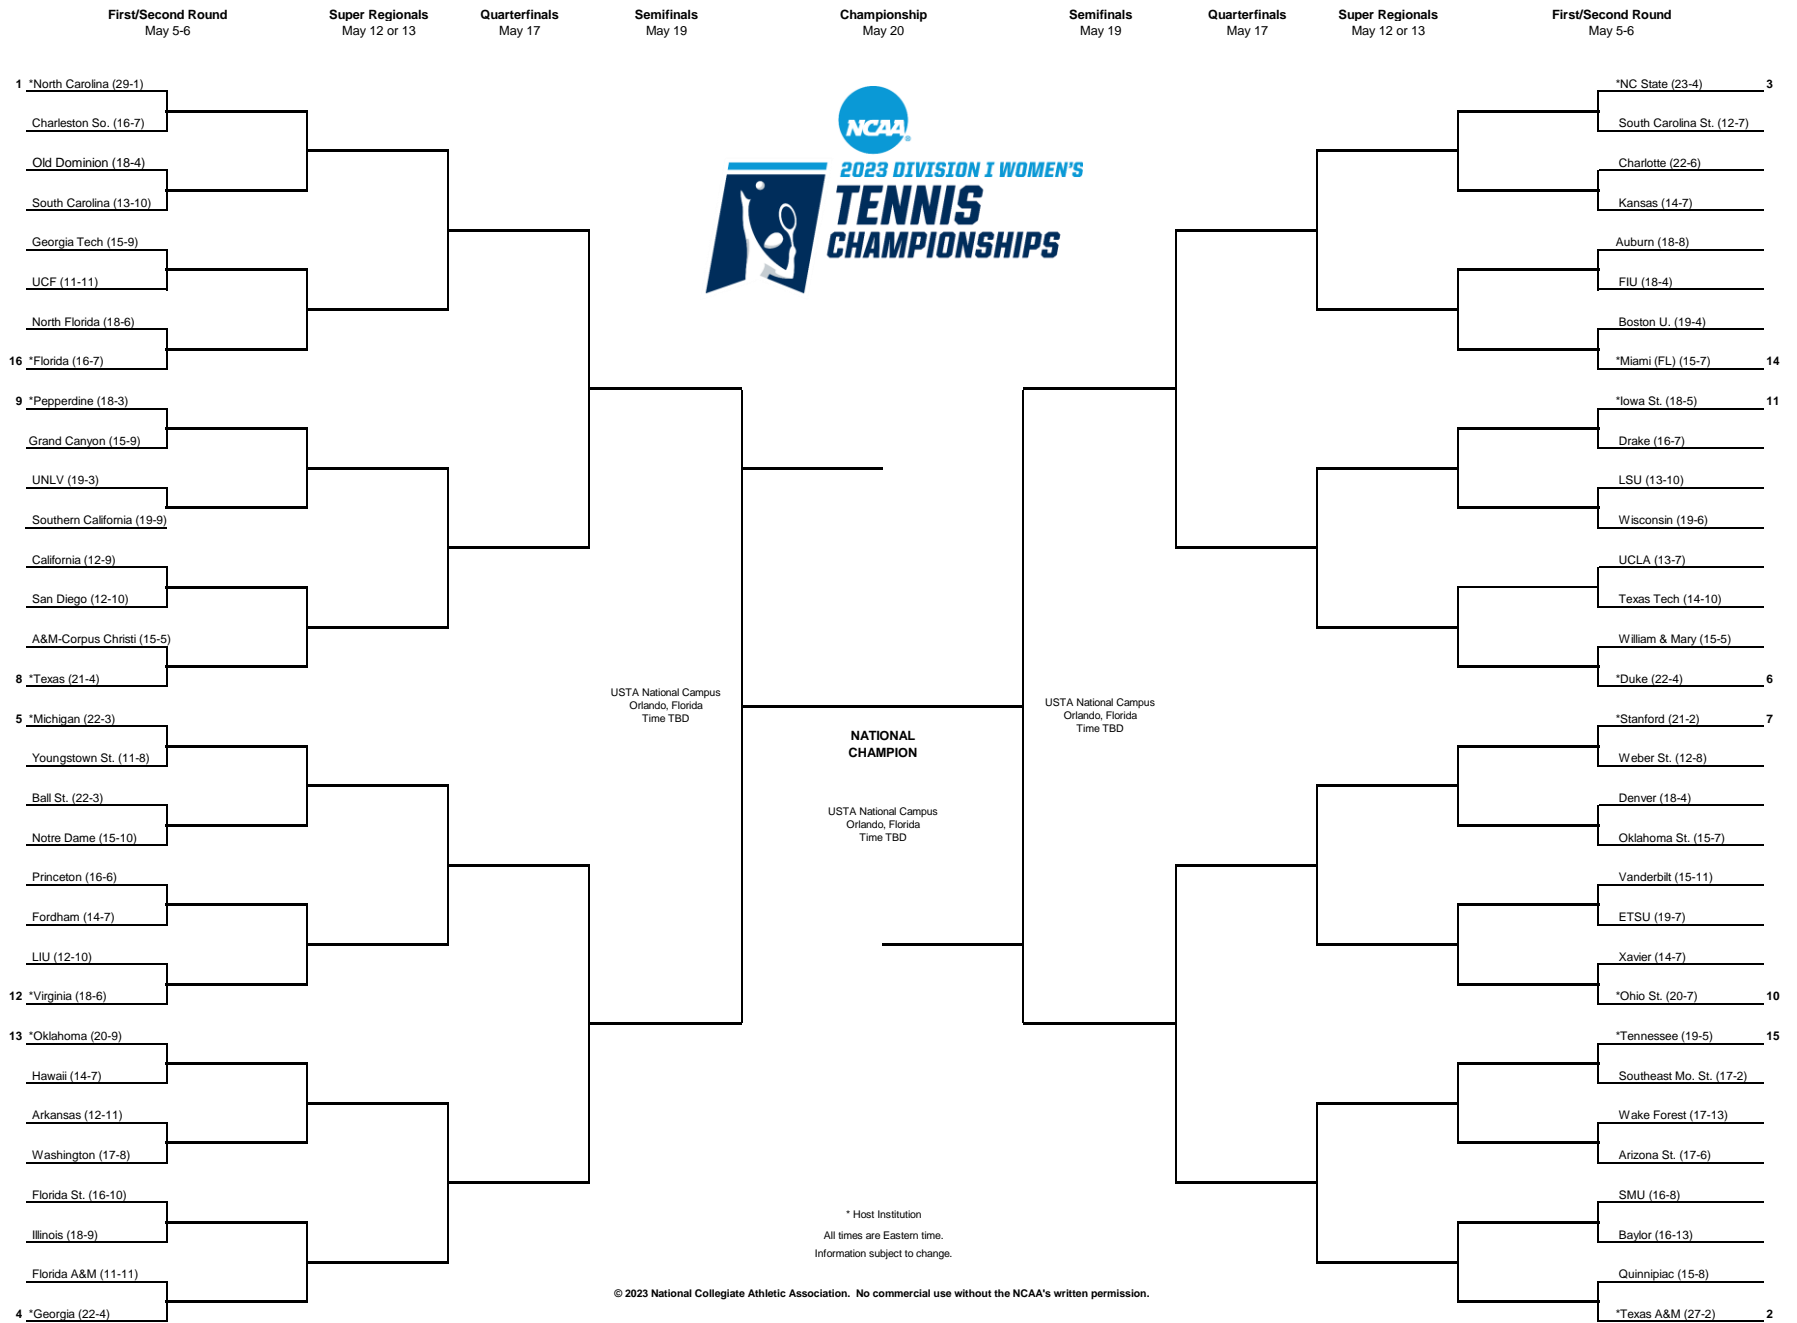 First/Second Round
May 5-6
Super Regionals
May 12 or 13
Quarterfinals
May 17
Semifinals
May 19
Championship
May 20
Semifinals
May 19
Quarterfinals
May 17
Super Regionals
May 12 or 13
First/Second Round
May 5-6
1 *North Carolina (29-1)
Charleston So. (16-7)
Old Dominion (18-4)
South Carolina (13-10)
Georgia Tech (15-9)
UCF (11-11)
North Florida (18-6)
16 *Florida (16-7)
9 *Pepperdine (18-3)
Grand Canyon (15-9)
UNLV (19-3)
Southern California (19-9)
California (12-9)
San Diego (12-10)
A&M-Corpus Christi (15-5)
8 *Texas (21-4)
5 *Michigan (22-3)
Youngstown St. (11-8)
Ball St. (22-3)
Notre Dame (15-10)
Princeton (16-6)
Fordham (14-7)
LIU (12-10)
12 *Virginia (18-6)
13 *Oklahoma (20-9)
Hawaii (14-7)
Arkansas (12-11)
Washington (17-8)
Florida St. (16-10)
Illinois (18-9)
Florida A&M (11-11)
4 *Georgia (22-4)
NCAA®
2023 DIVISION I WOMEN'S
TENNIS
CHAMPIONSHIPS
USTA National Campus
Orlando, Florida
Time TBD
NATIONAL
CHAMPION
USTA National Campus
Orlando, Florida
Time TBD
USTA National Campus
Orlando, Florida
Time TBD
* Host Institution
All times are Eastern time.
Information subject to change.
© 2023 National Collegiate Athletic Association. No commercial use without the NCAA's written permission.
*NC State (23-4) 3
South Carolina St. (12-7)
Charlotte (22-6)
Kansas (14-7)
Auburn (18-8)
FIU (18-4)
Boston U. (19-4)
*Miami (FL) (15-7) 14
*Iowa St. (18-5) 11
Drake (16-7)
LSU (13-10)
Wisconsin (19-6)
UCLA (13-7)
Texas Tech (14-10)
William & Mary (15-5)
*Duke (22-4) 6
*Stanford (21-2) 7
Weber St. (12-8)
Denver (18-4)
Oklahoma St. (15-7)
Vanderbilt (15-11)
ETSU (19-7)
Xavier (14-7)
*Ohio St. (20-7) 10
*Tennessee (19-5) 15
Southeast Mo. St. (17-2)
Wake Forest (17-13)
Arizona St. (17-6)
SMU (16-8)
Baylor (16-13)
Quinnipiac (15-8)
*Texas A&M (27-2) 2